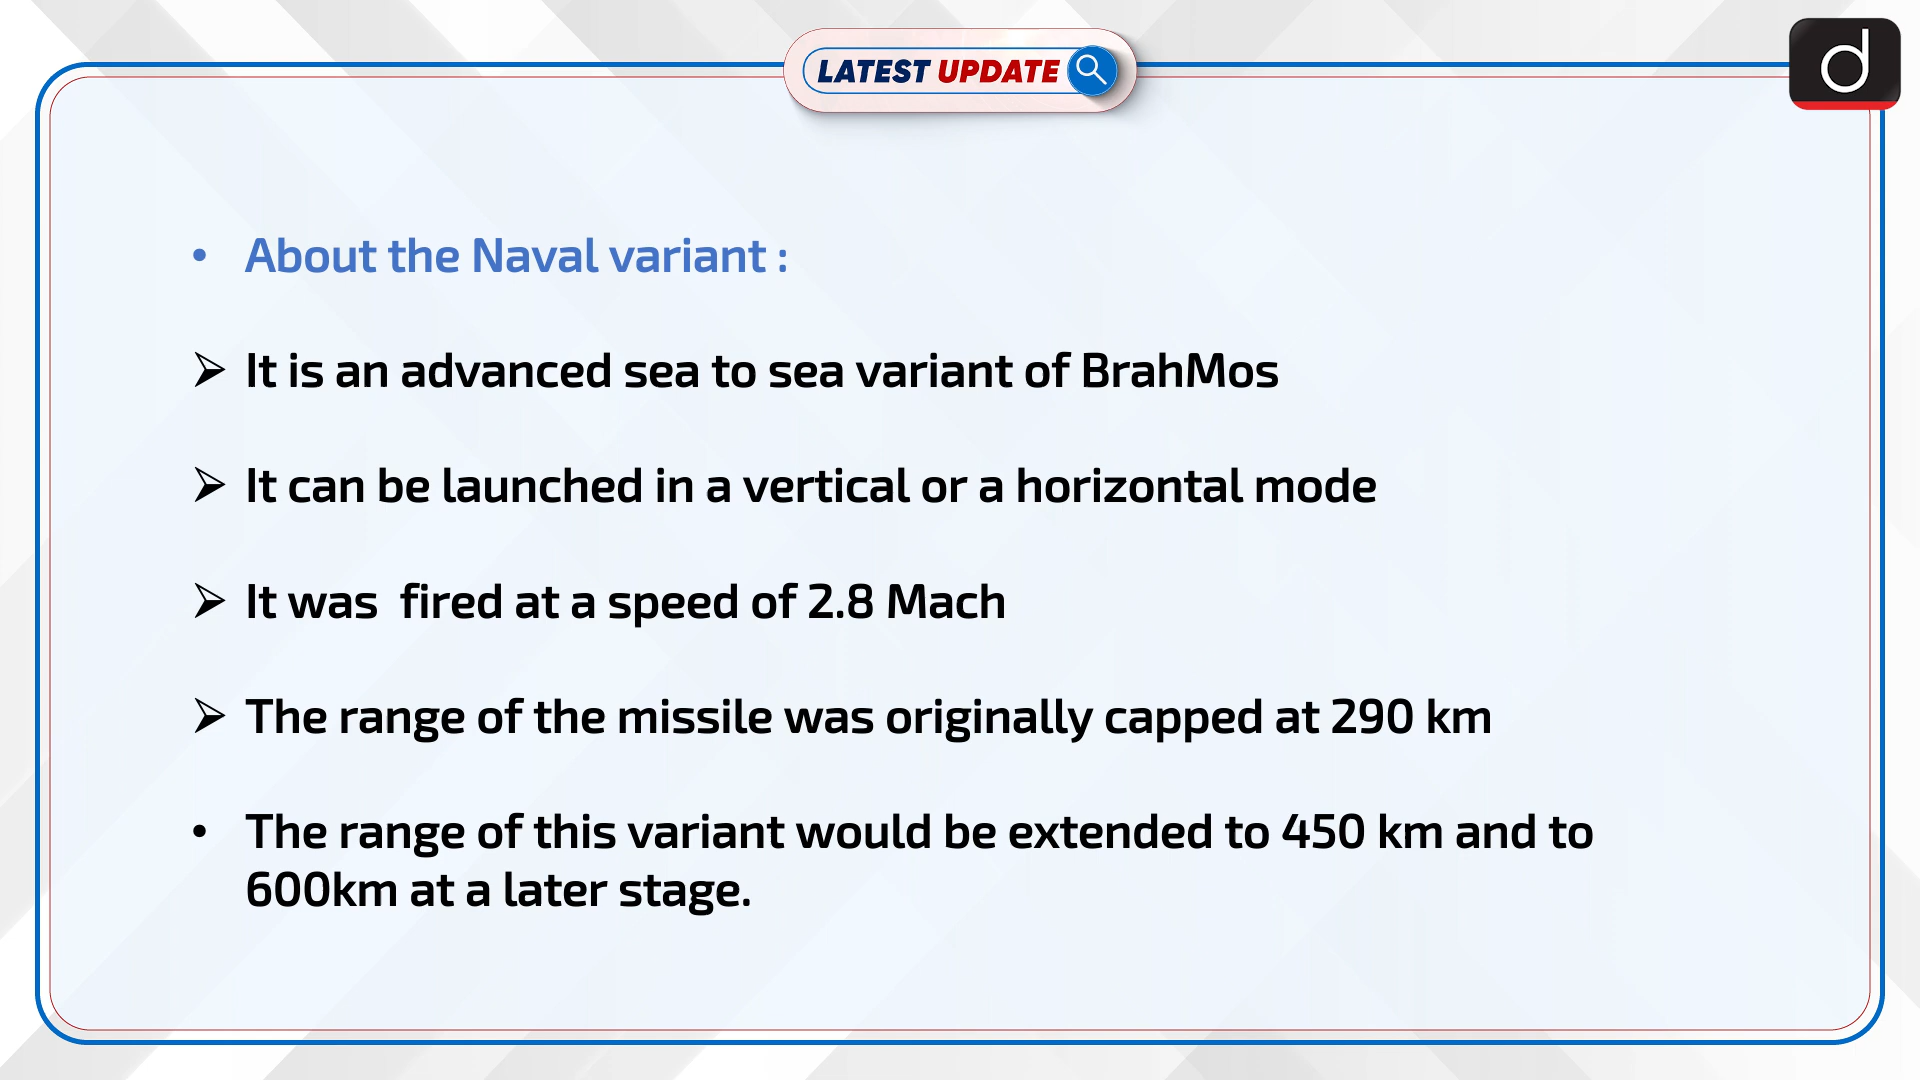 LATEST UPDATE
d
• About the Naval variant :
➢ It is an advanced sea to sea variant of BrahMos
➢ It can be launched in a vertical or a horizontal mode
➢ It was  fired at a speed of 2.8 Mach
➢ The range of the missile was originally capped at 290 km
• The range of this variant would be extended to 450 km and to
600km at a later stage.